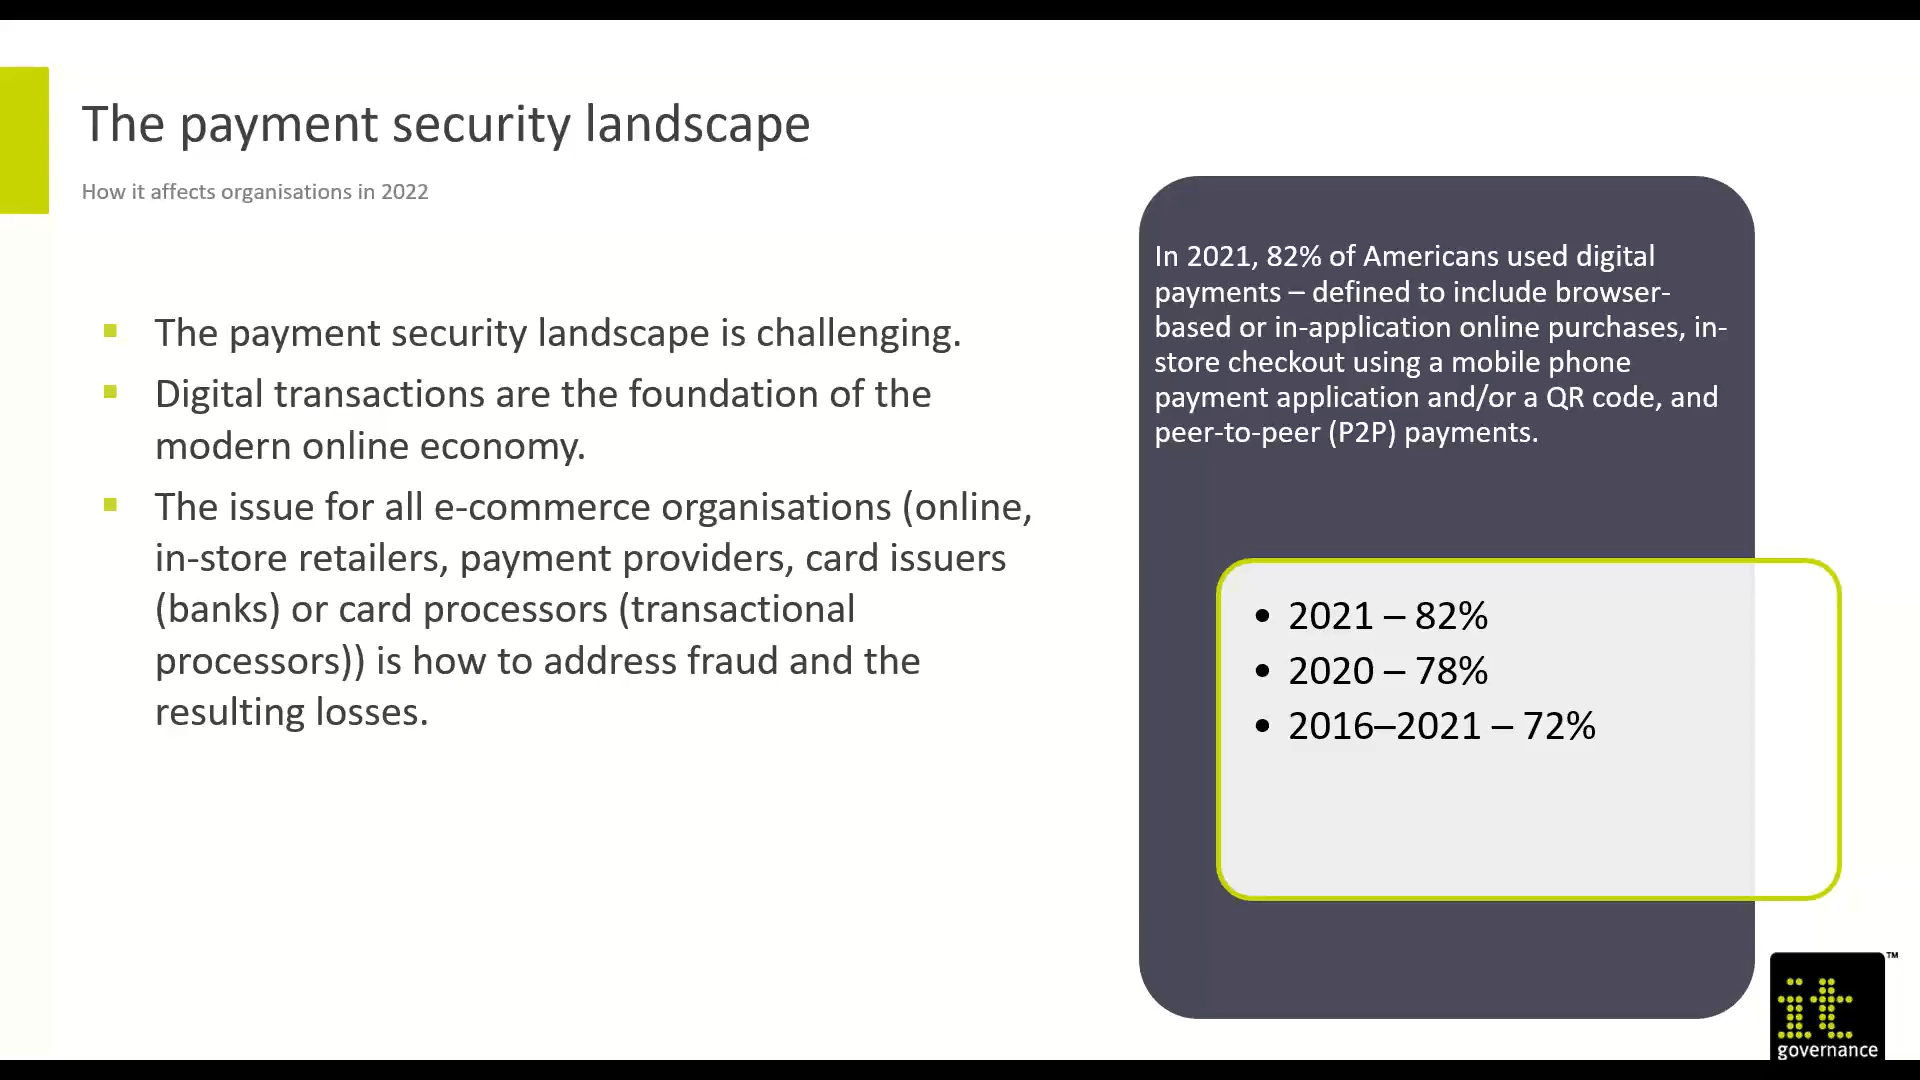 The payment security landscape
How it affects organisations in 2022
▪ The payment security landscape is challenging.
▪ Digital transactions are the foundation of the
modern online economy.
▪ The issue for all e-commerce organisations (online,
in-store retailers, payment providers, card issuers
(banks) or card processors (transactional
processors)) is how to address fraud and the
resulting losses.
In 2021, 82% of Americans used digital
payments – defined to include browser-
based or in-application online purchases, in-
store checkout using a mobile phone
payment application and/or a QR code, and
peer-to-peer (P2P) payments.
• 2021 – 82%
• 2020 – 78%
• 2016–2021 – 72%
it
governance
™